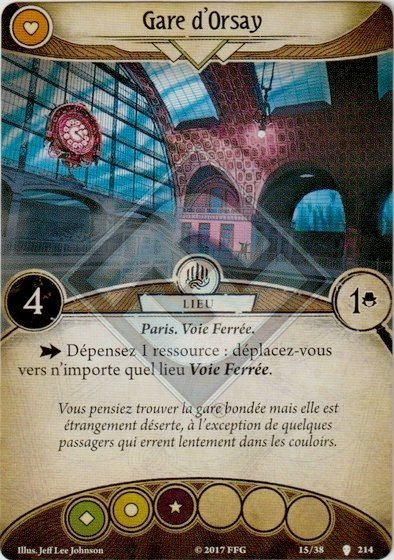 Gare d'Orsay
4
LIEU
1
Paris. Voie Ferrée.
Dépensez 1 ressource : déplacez-vous
vers n'importe quel lieu Voie Ferrée.
Vous pensiez trouver la gare bondée mais elle est
étrangement déserte, à l'exception de quelques
passagers qui errent lentement dans les couloirs.
Illus. Jeff Lee Johnson © 2017 FFG 15/38 214